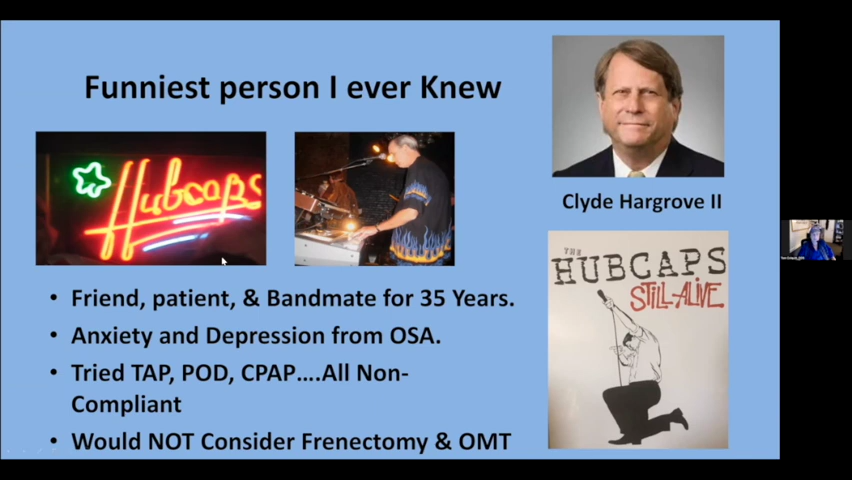 Funniest person I ever Knew
Hubcaps
Clyde Hargrove II
THE
HUBCAPS
STILL-ALIVE
• Friend, patient, & Bandmate for 35 Years.
• Anxiety and Depression from OSA.
• Tried TAP, POD, CPAP....All Non-
Compliant
• Would NOT Consider Frenectomy & OMT